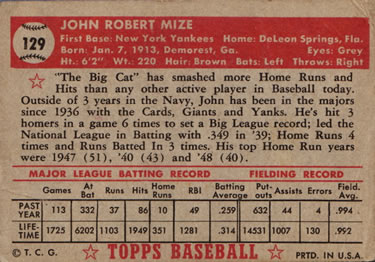 129
JOHN ROBERT MIZE
First Base: New York Yankees Home: DeLeon Springs, Fla.
Born: Jan. 7, 1913, Demorest, Ga. Eyes: Grey
Ht.: 6'2" Wt.: 220 Hair: Brown Bats: Left Throws: Right
"The Big Cat" has smashed more Home Runs and
Hits than any other active player in Baseball today.
Outside of 3 years in the Navy, John has been in the majors
since 1936 with the Cards, Giants and Yanks. He's hit 3
homers in a game 6 times to set a Big League record; led the
National League in Batting with .349 in '39; Home Runs 4
times and Runs Batted In 3 times. His top Home Run years
were 1947 (51), '40 (43) and '48 (40).
MAJOR LEAGUE BATTING RECORD FIELDING RECORD
Games At Bat Runs Hits Home Runs RBI Batting Average Put-outs Assists Errors Field. Avg.
PAST YEAR 113 332 37 86 10 49 .259 632 44 4 .994
LIFE-TIME 1725 6202 1103 1949 351 1281 .314 14531 1007 130 .992
© T. C. G. TOPPS BASEBALL PRTD. IN U.S.A.